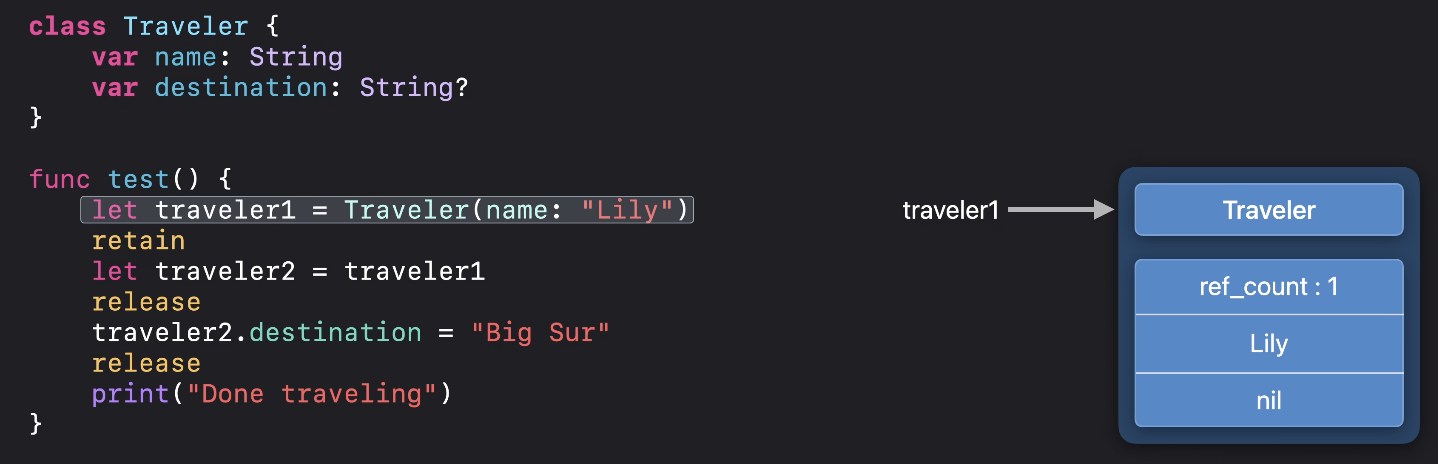 class Traveler {
    var name: String
    var destination: String?
}
func test() {
    let traveler1 = Traveler(name: "Lily")
    retain
    let traveler2 = traveler1
    release
    traveler2.destination = "Big Sur"
    release
    print("Done traveling")
}
traveler1
Traveler
ref_count : 1
Lily
nil